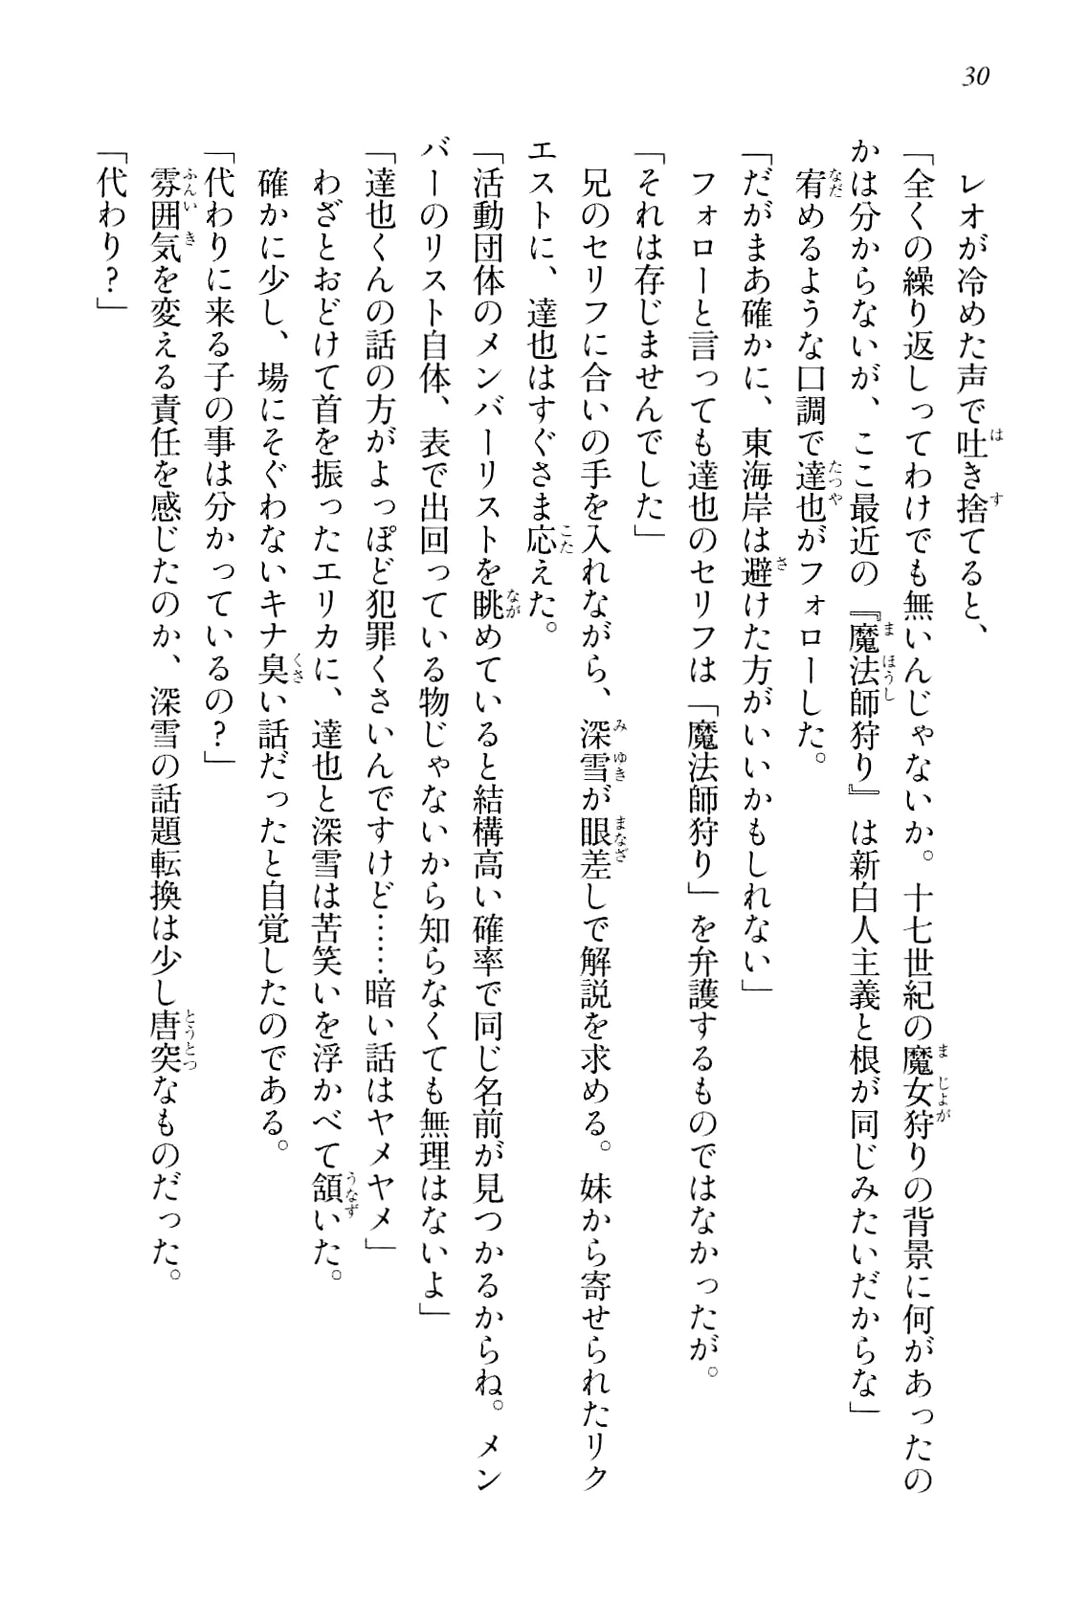 30
レオが冷めた声で吐き捨てると、
「全くの繰り返しってわけでも無いんじゃないか。十七世紀の魔女狩りの背景に何があったの
かは分からないが、ここ最近の『魔法師狩り』は新白人主義と根が同じみたいだからな」
宥めるような口調で達也がフォローした。
「だがまあ確かに、東海岸は避けた方がいいかもしれない」
フォローと言っても達也のセリフは「魔法師狩り」を弁護するものではなかったが。
「それは存じませんでした」
兄のセリフに合いの手を入れながら、深雪が眼差しで解説を求める。妹から寄せられたリク
エストに、達也はすぐさま応えた。
「活動団体のメンバーリストを眺めていると結構高い確率で同じ名前が見つかるからね。メン
バーのリスト自体、表で出回っている物じゃないから知らなくても無理はないよ」
「達也くんの話の方がよっぽど犯罪くさいんですけど……暗い話はヤメヤメ」
わざとおどけて首を振ったエリカに、達也と深雪は苦笑いを浮かべて頷いた。
確かに少し、場にそぐわないキナ臭い話だったと自覚したのである。
「代わりに来る子の事は分かっているの？」
雰囲気を変える責任を感じたのか、深雪の話題転換は少し唐突なものだった。
「代わり？」